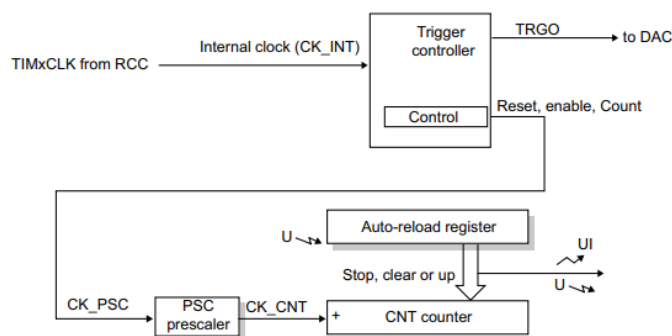 Trigger
controller
TRGO
to DAC
Internal clock (CK_INT)
TIMxCLK from RCC
Control
Reset, enable, Count
Auto-reload register
U
UI
Stop, clear or up
U
CK_PSC
PSC
prescaler
CK_CNT
+
CNT counter